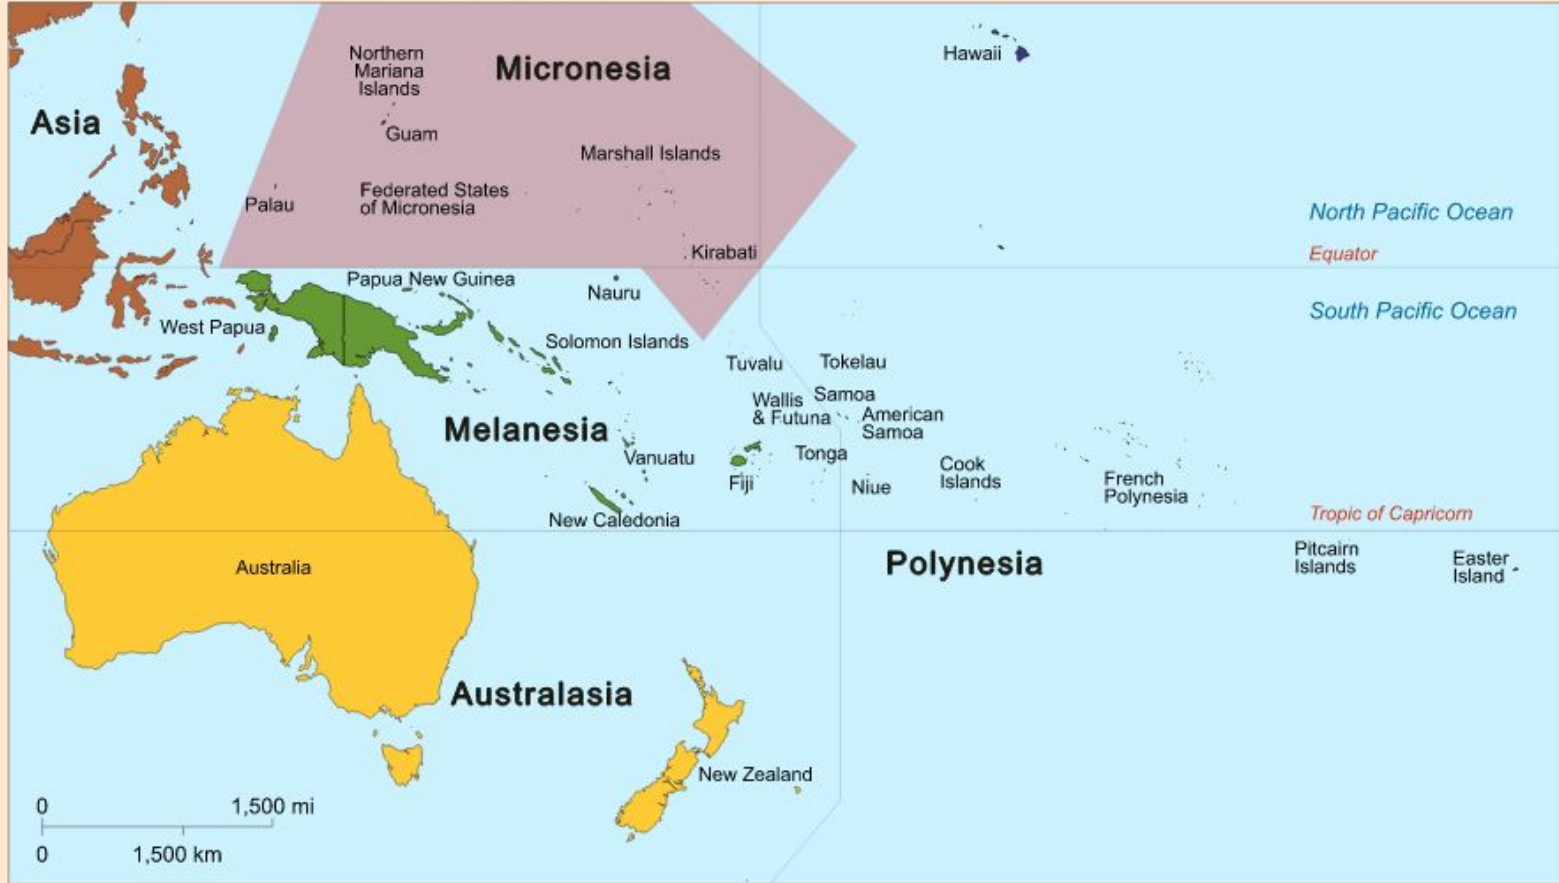 Northern
Mariana
Islands
Micronesia
Hawaii
Asia
Guam
Marshall Islands
Palau
Federated States
of Micronesia
North Pacific Ocean
Kirabati
Equator
Papua New Guinea
Nauru
South Pacific Ocean
West Papua
Solomon Islands
Tuvalu
Tokelau
Wallis
& Futuna
Samoa
American
Samoa
Melanesia
Vanuatu
Tonga
Fiji
Niue
Cook
Islands
French
Polynesia
New Caledonia
Tropic of Capricorn
Australia
Polynesia
Pitcairn
Islands
Easter
Island
Australasia
New Zealand
0 1,500 mi
0 1,500 km